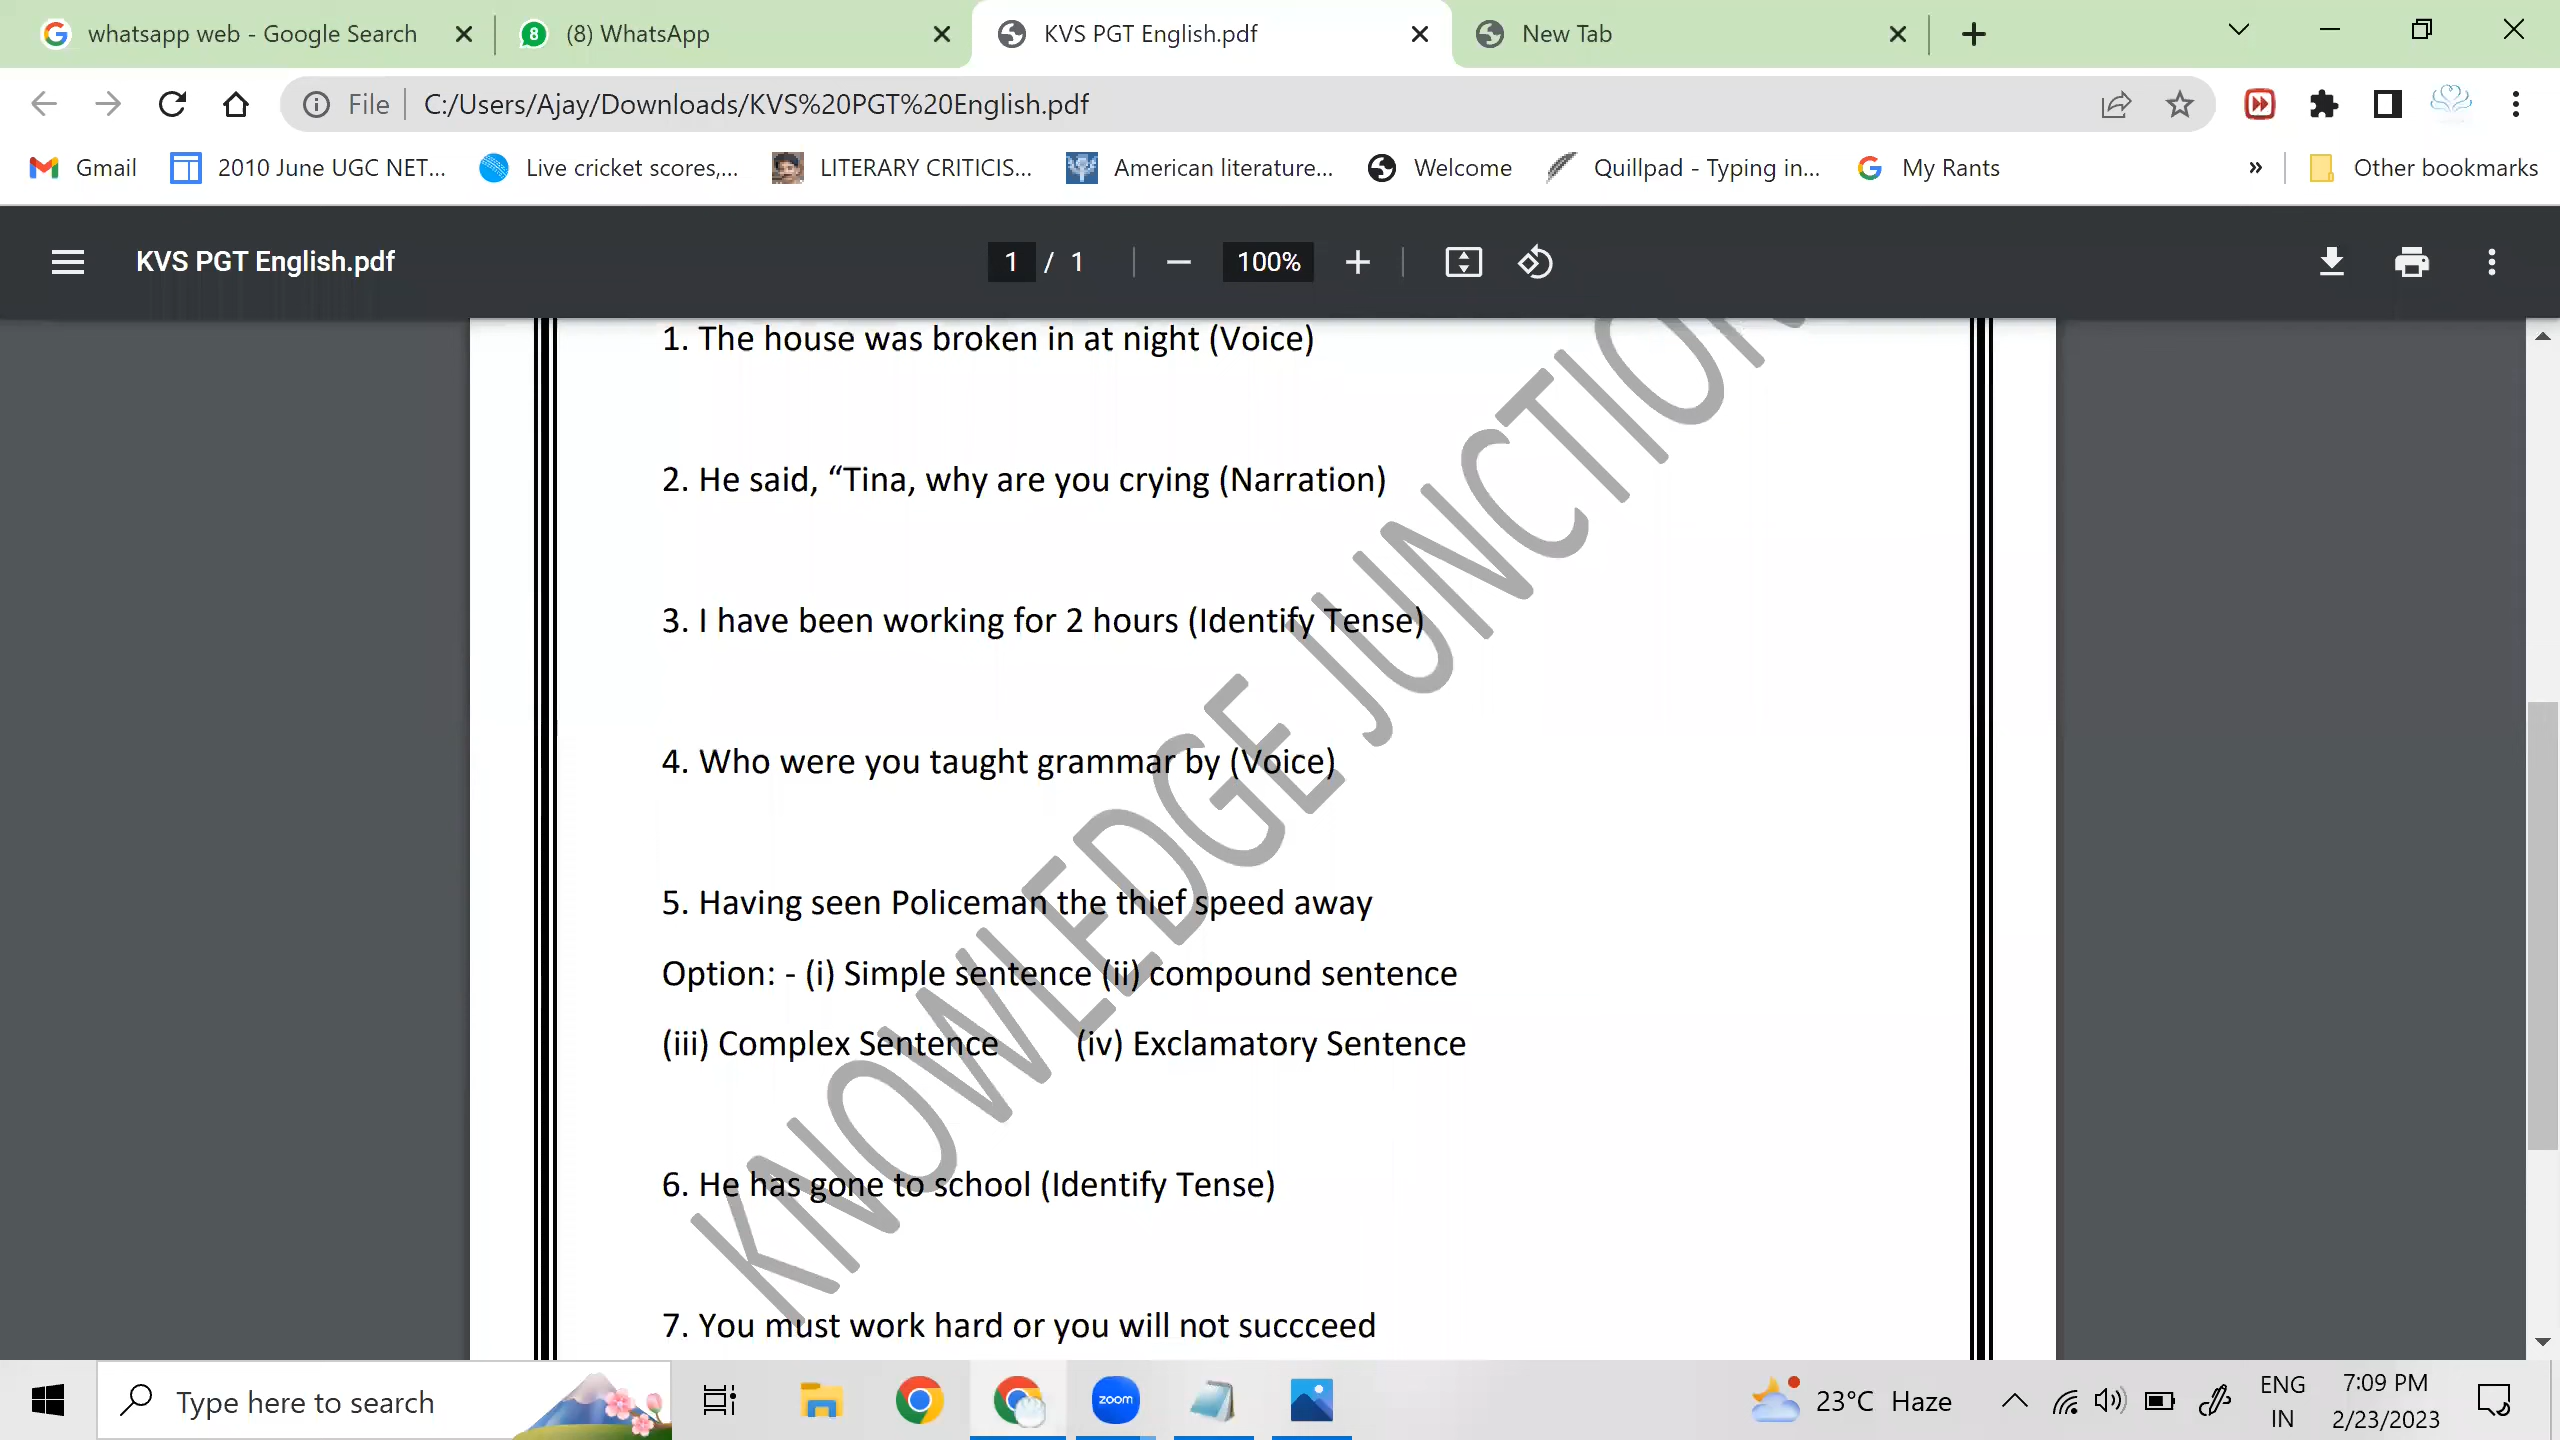 whatsapp web - Google Search
(8) WhatsApp
KVS PGT English.pdf
New Tab
File
C:/Users/Ajay/Downloads/KVS%20PGT%20English.pdf
Gmail
2010 June UGC NET...
Live cricket scores,...
LITERARY CRITICIS...
American literature...
Welcome
Quillpad - Typing in...
My Rants
»
Other bookmarks
KVS PGT English.pdf
1 / 1
100%
1. The house was broken in at night (Voice)
2. He said, “Tina, why are you crying (Narration)
3. I have been working for 2 hours (Identify Tense)
4. Who were you taught grammar by (Voice)
5. Having seen Policeman the thief speed away
Option: - (i) Simple sentence (ii) compound sentence
(iii) Complex Sentence (iv) Exclamatory Sentence
6. He has gone to school (Identify Tense)
7. You must work hard or you will not succceed
KNOWLEDGE JUNCTION
Type here to search
zoom
23°C Haze
ENG
IN
7:09 PM
2/23/2023